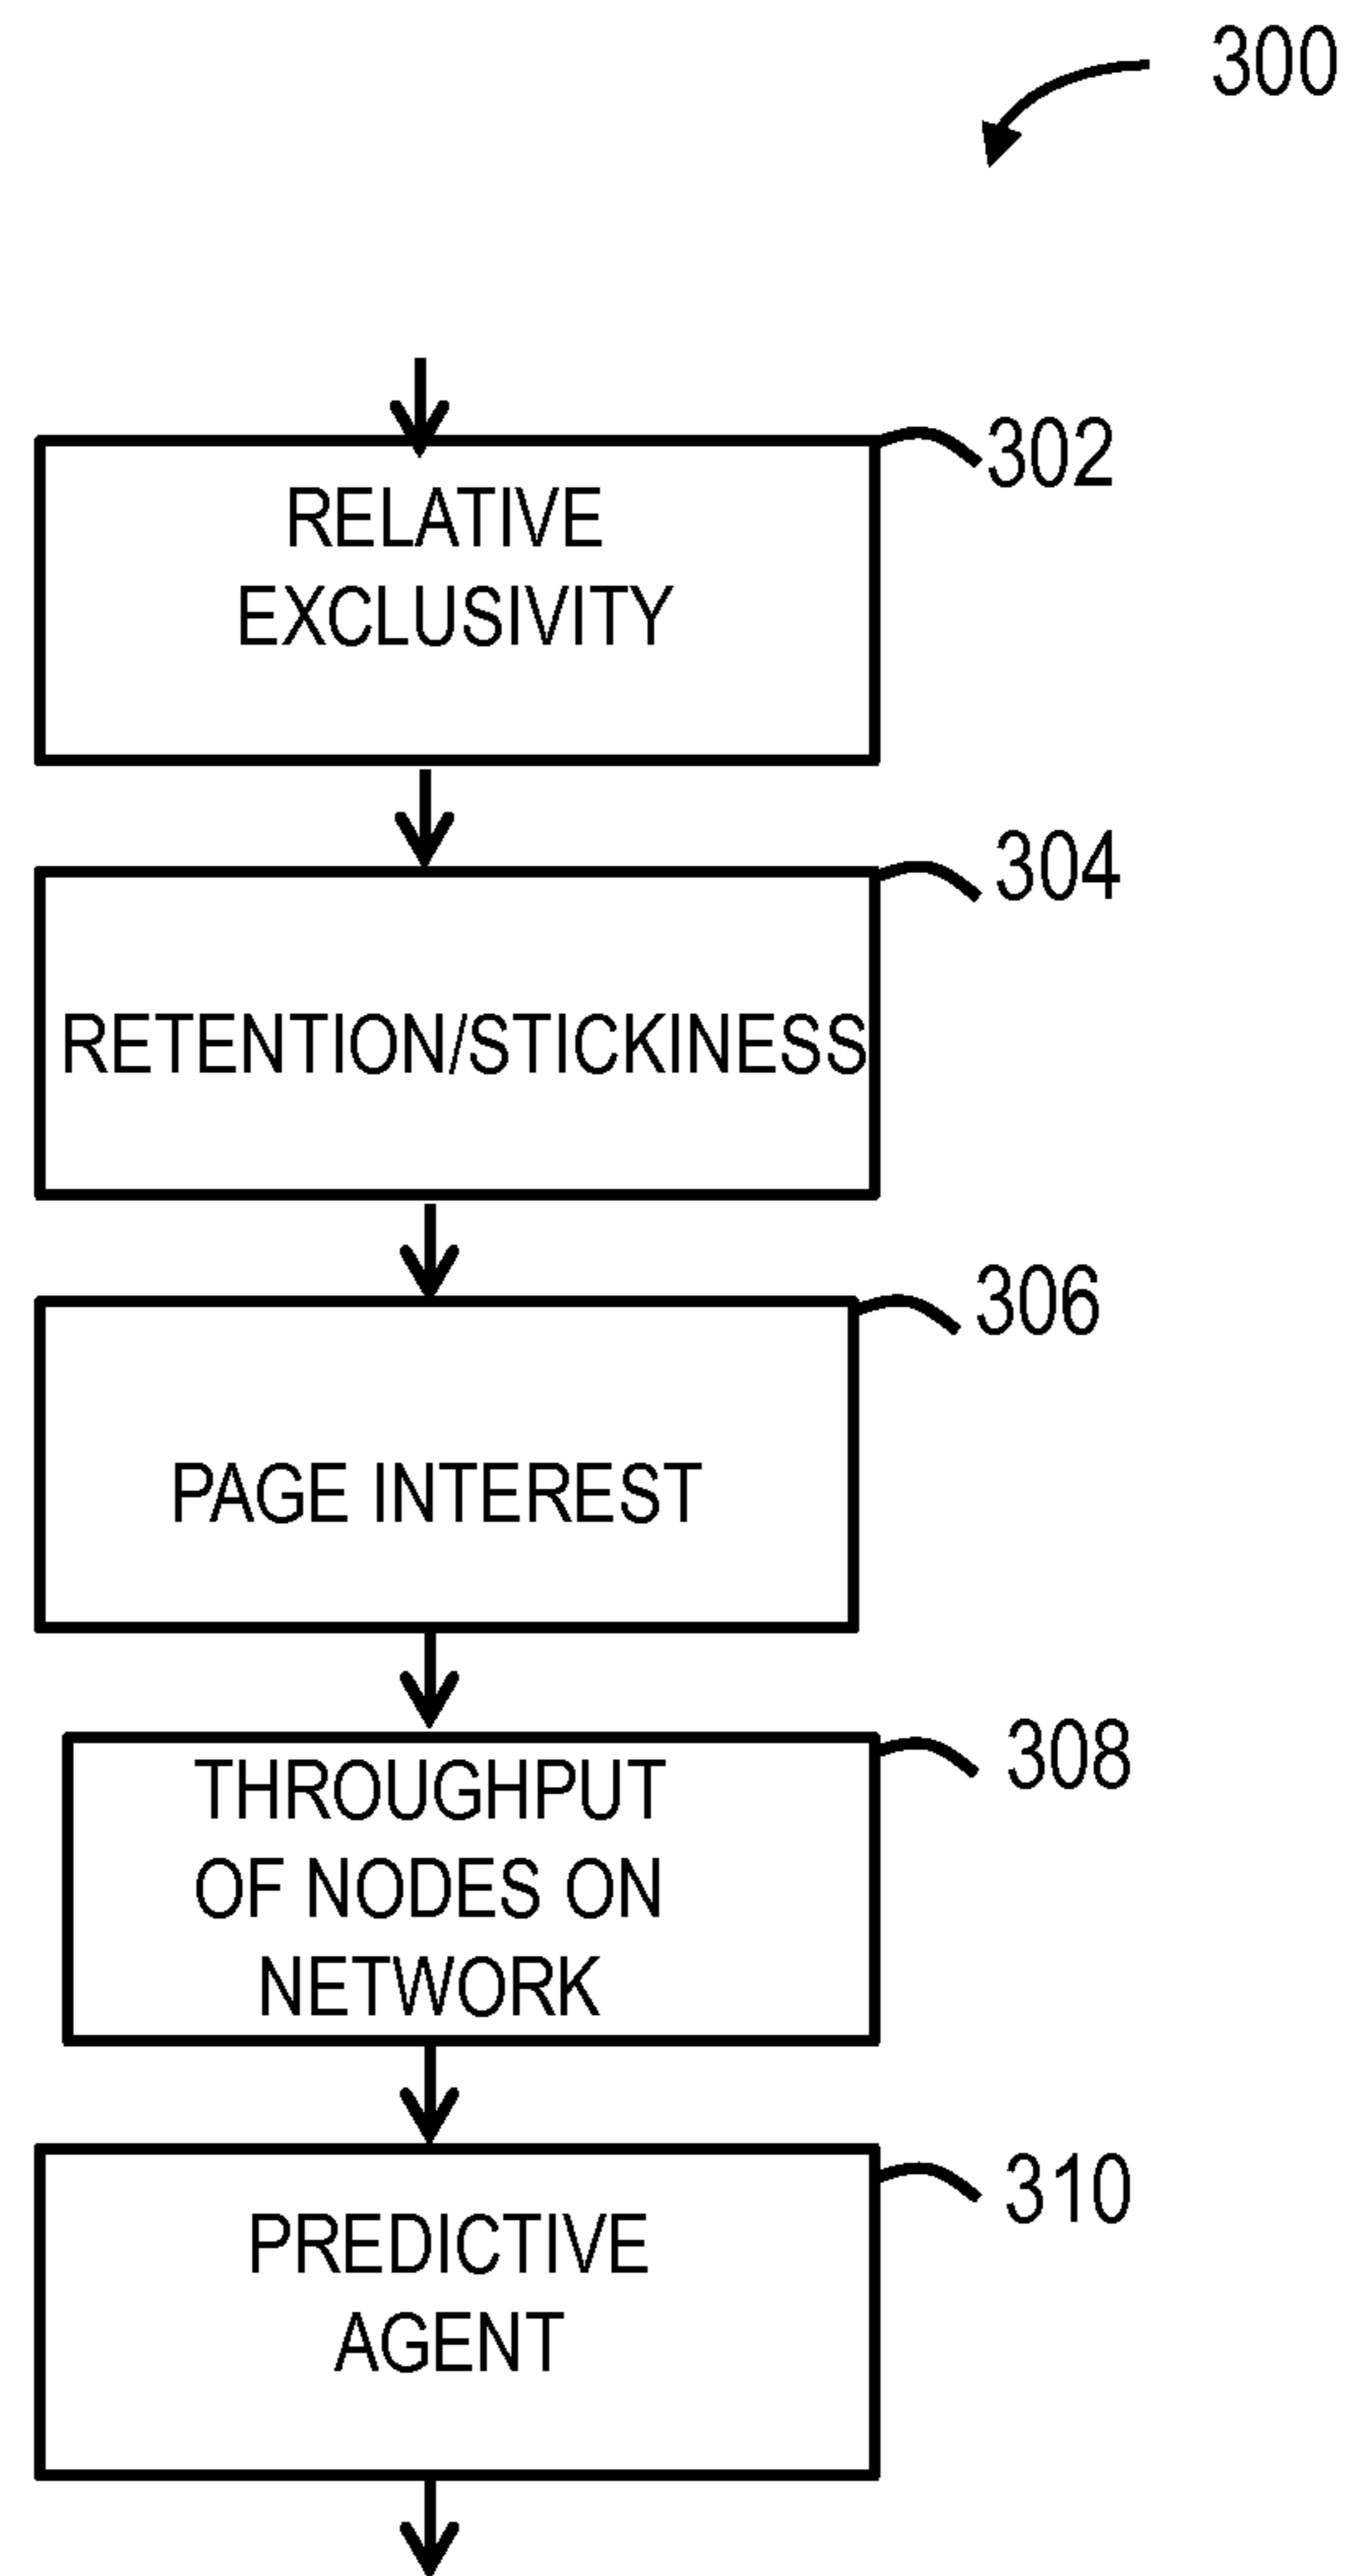 300
302
RELATIVE
EXCLUSIVITY
304
RETENTION/STICKINESS
306
PAGE INTEREST
308
THROUGHPUT
OF NODES ON
NETWORK
310
PREDICTIVE
AGENT